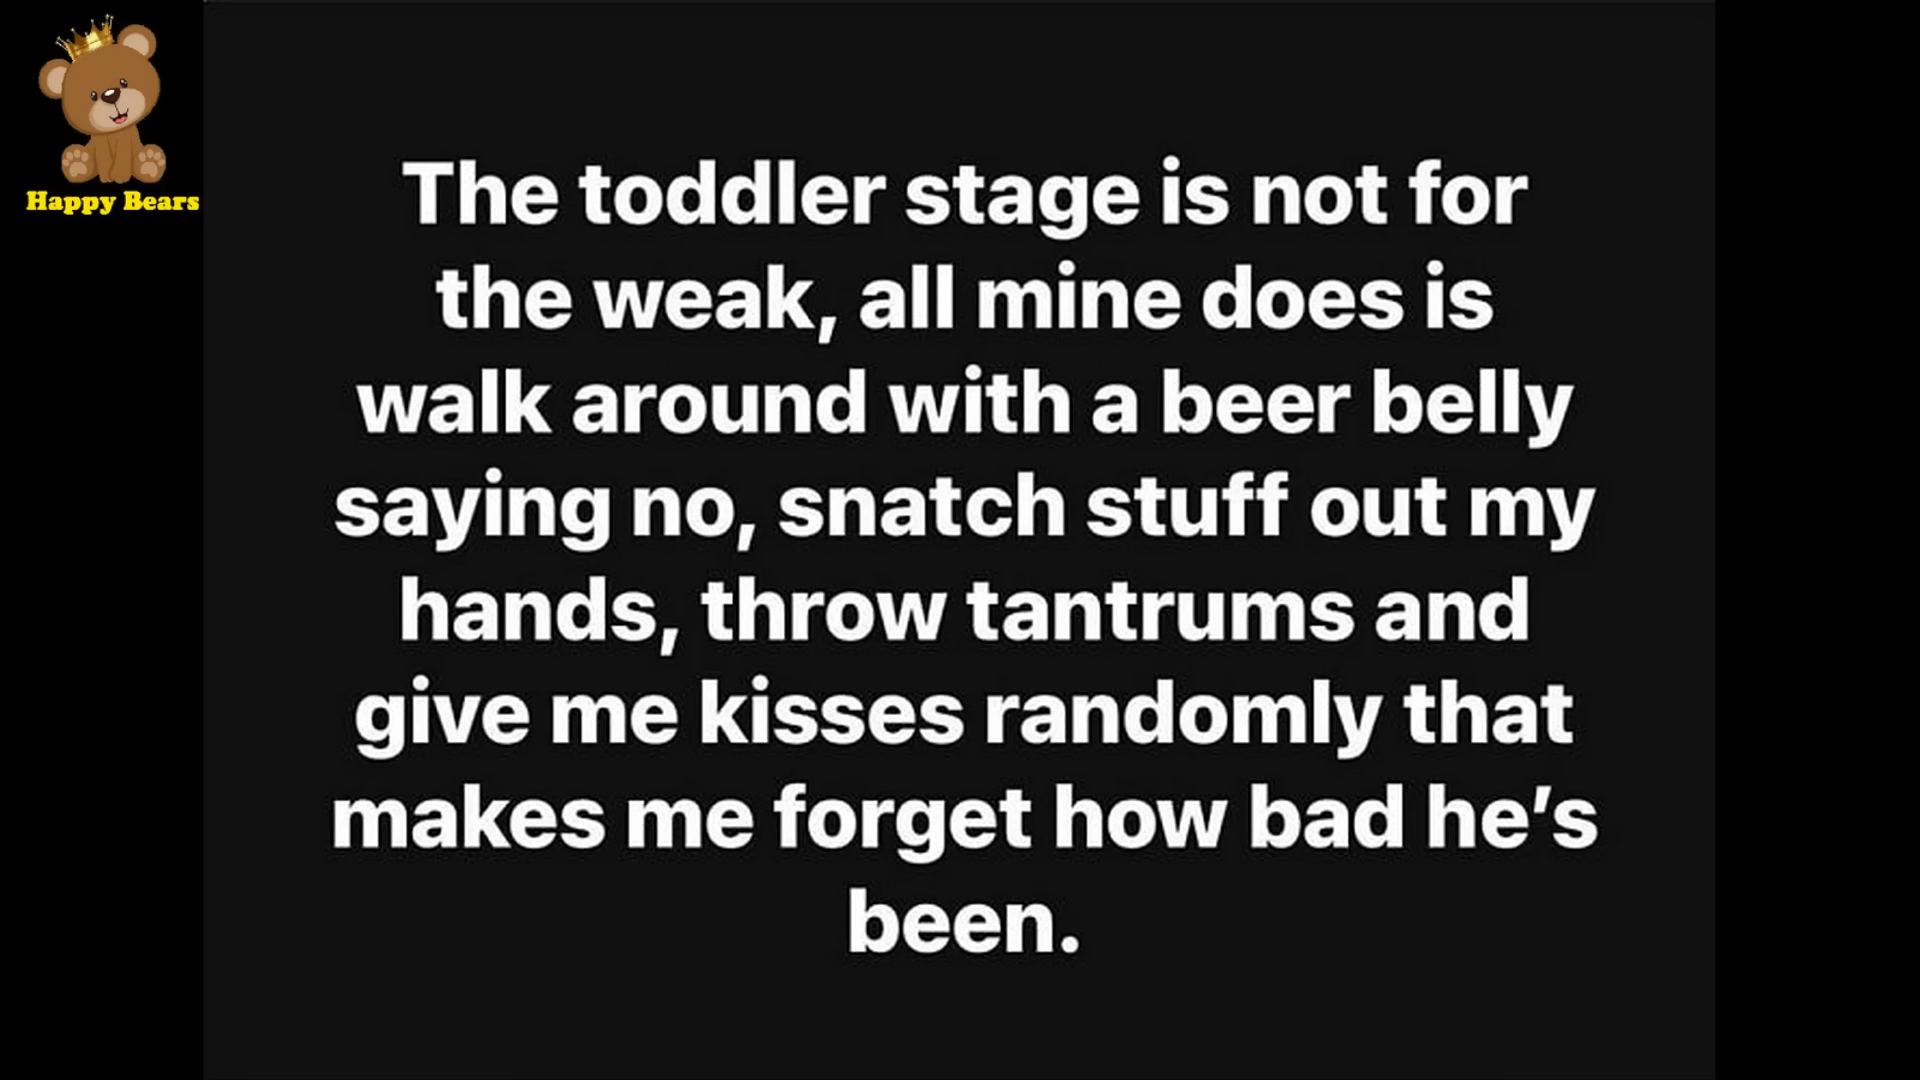 Happy Bears
The toddler stage is not for
the weak, all mine does is
walk around with a beer belly
saying no, snatch stuff out my
hands, throw tantrums and
give me kisses randomly that
makes me forget how bad he’s
been.